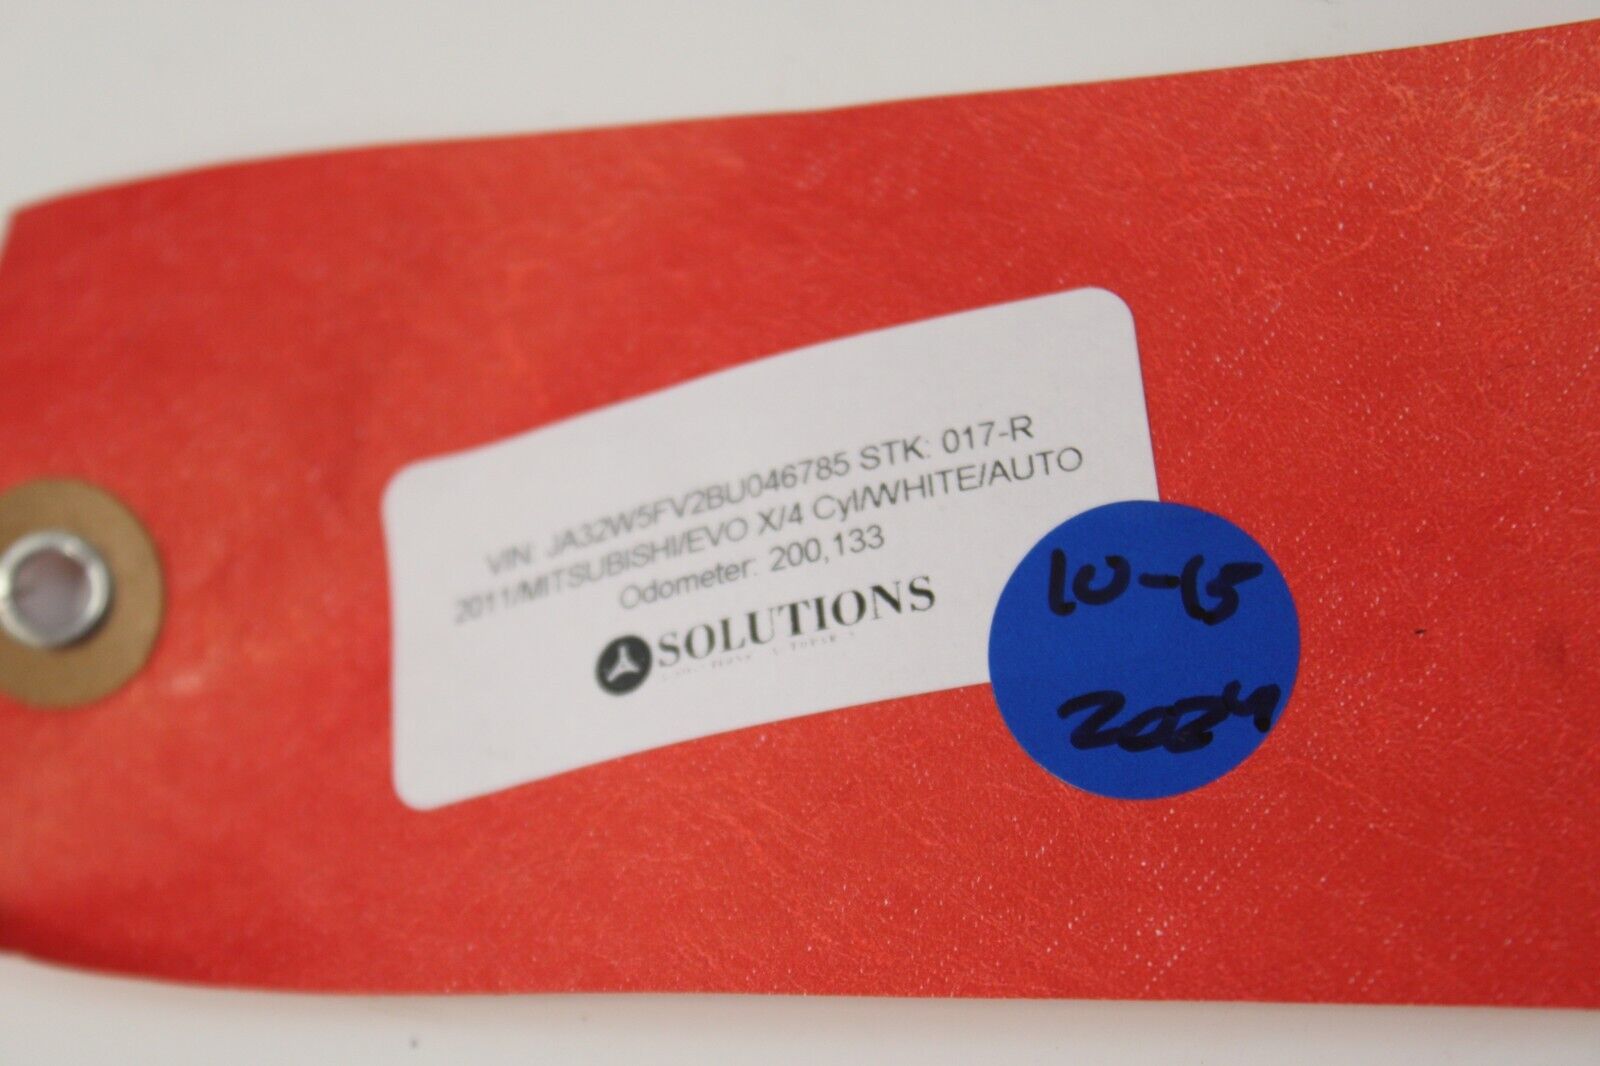 VIN: JA32W5FV2BU046785 STK: 017-R
2011/MITSUBISHI/EVO X/4 Cyl/WHITE/AUTO
Odometer: 200,133
SOLUTIONS
10-15
2024